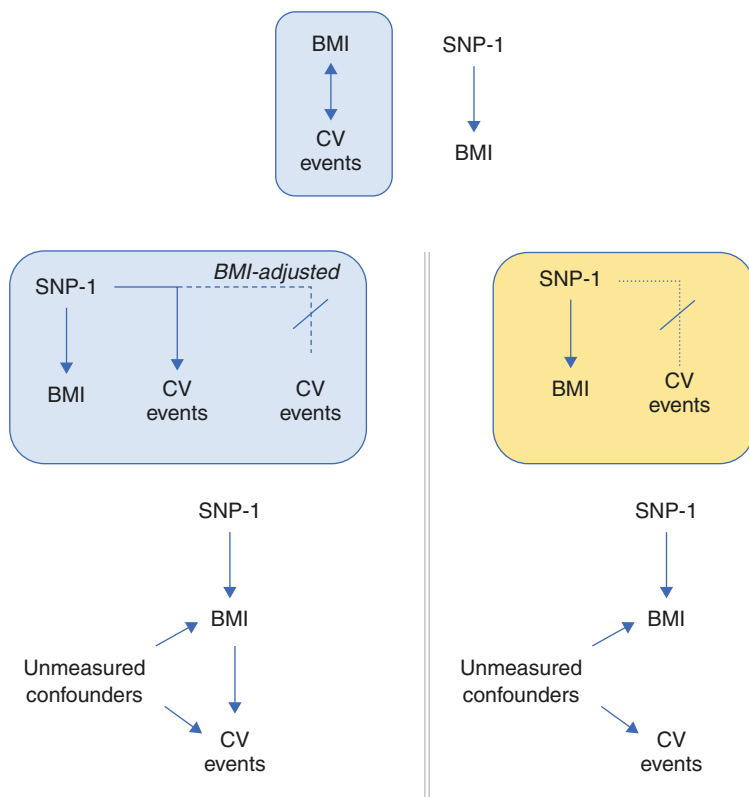 BMI
CV
events
SNP-1
BMI
BMI-adjusted
SNP-1
BMI
CV
events
CV
events
SNP-1
BMI
CV
events
SNP-1
BMI
Unmeasured
confounders
CV
events
SNP-1
BMI
Unmeasured
confounders
CV
events